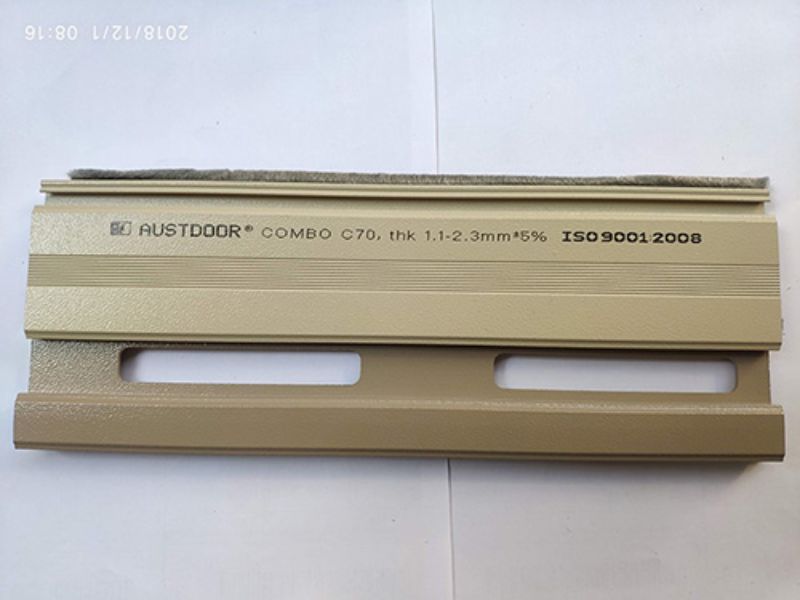 2018/12/1 08:16
AUSTDOOR® COMBO C70, thk 1.1-2.3mm±5% ISO 9001:2008